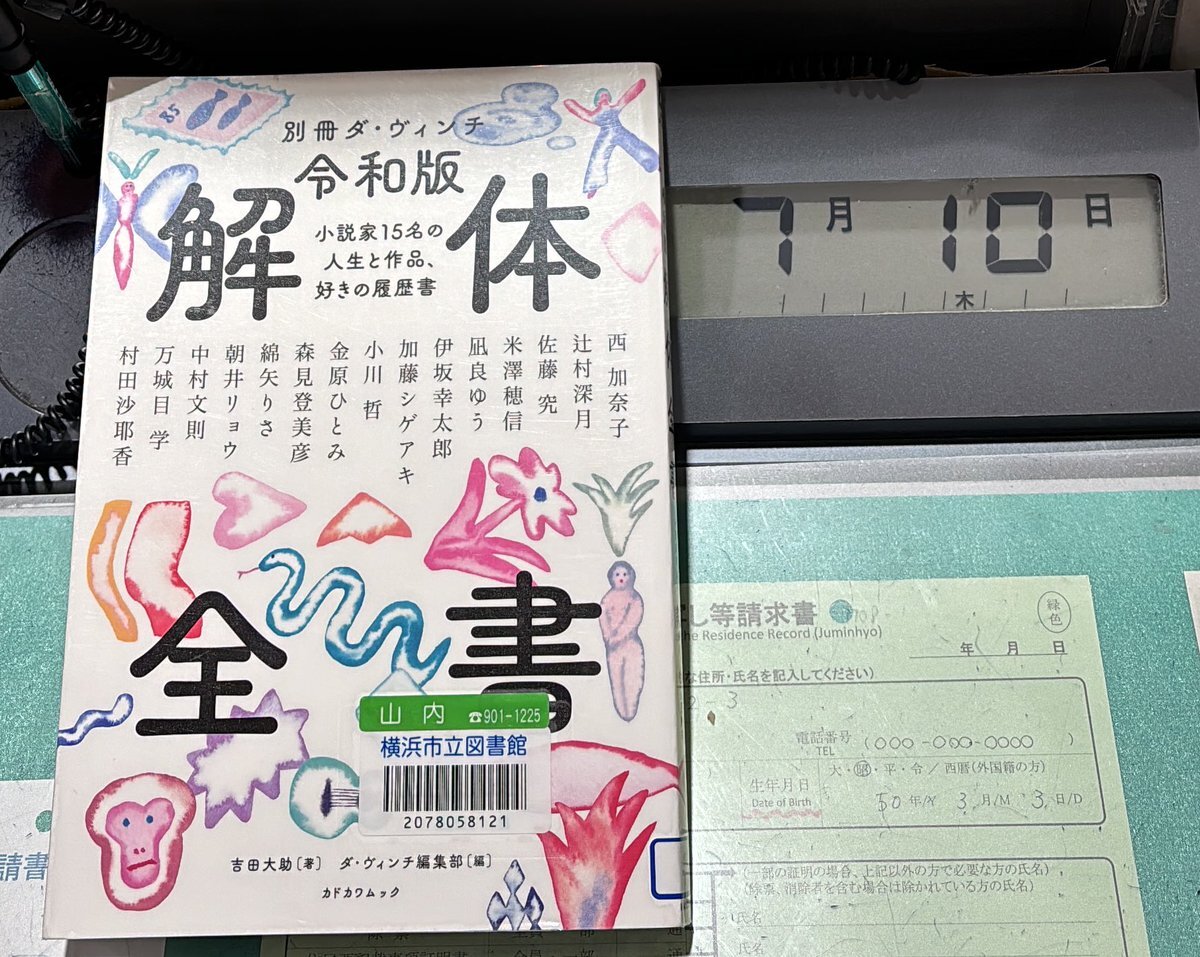 85
別冊ダ・ヴィンチ
令和版
解体
小説家15名の
人生と作品、
好きの履歴書
西 加奈子
辻村深月
佐藤 究
米澤穂信
凪良ゆう
伊坂幸太郎
加藤シゲアキ
小川 哲
金原ひとみ
森見登美彦
綿矢りさ
朝井リョウ
中村文則
万城目 学
村田沙耶香
全書
山内 ☎901-1225
横浜市立図書館
2078058121
吉田大助〔著〕 ダ・ヴィンチ編集部〔編〕
カドカワムック
7月 10日
木
し等請求書
he Residence Record (Juminhyo)
緑色
年 月 日
な住所・氏名を記入してください)
3
電話番号
TEL
(000-000-0000)
大・昭・平・令/西暦(外国籍の方)
生年月日
Date of Birth
50年/Y 3月/M 3日/D
(一部の証明の場合、上記以外の方で必要な方の氏名)
(除票、消除者を含む場合は除かれている方の氏名)
氏名
氏名
請書